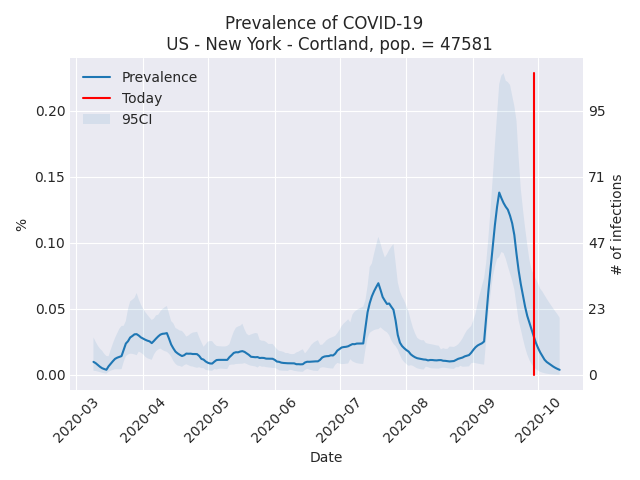 Prevalence of COVID-19
US - New York - Cortland, pop. = 47581
Prevalence
Today
95CI
0.20
0.15
0.10
0.05
0.00
%
95
71
47
23
0
# of infections
2020-03
2020-04
2020-05
2020-06
2020-07
2020-08
2020-09
2020-10
Date